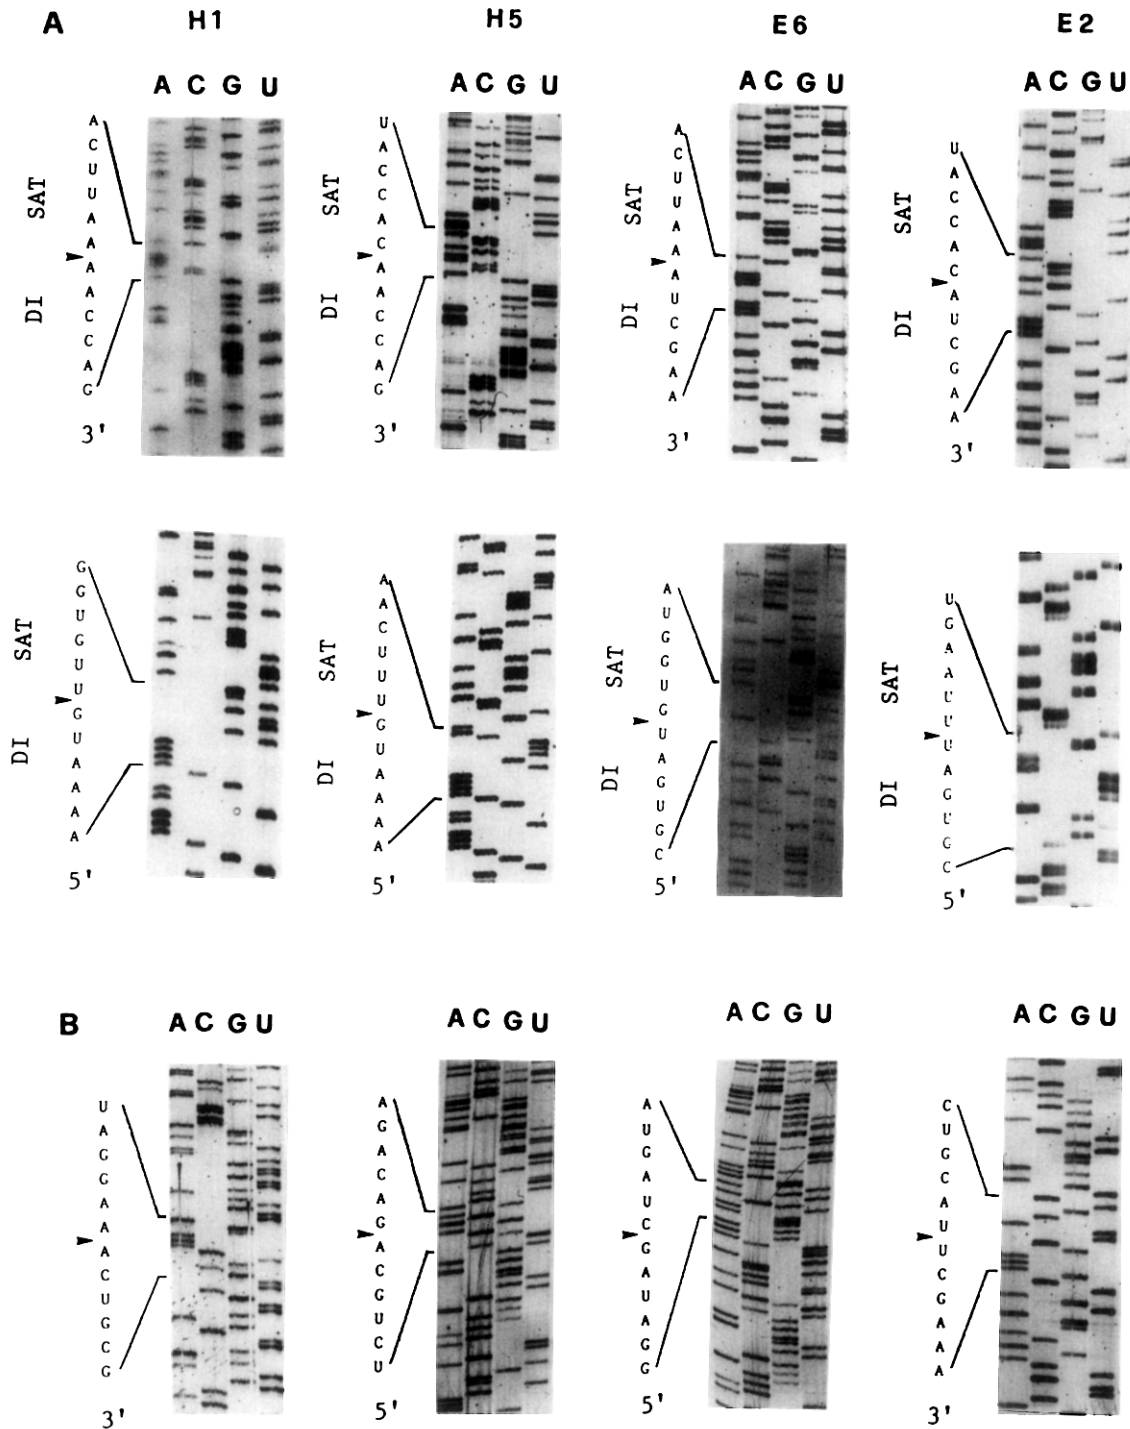 A
H1 H5 E6 E2
A C G U A C G U A C G U A C G U
SAT DI A C U U A A A A C C A G 3'
SAT DI U A C C A C A A C C A G 3'
SAT DI A C U U A A A U C G A A 3'
SAT DI U A C C A C A U C G A A 3'
SAT DI G G U G U U G U A A A A 5'
SAT DI A A C U U U G U A A A A 5'
SAT DI A U G G U G U A G U G C 5'
SAT DI U G A A U U U A G U G C 5'
B
A C G U A C G U A C G U A C G U
U A G G A A A C U G C G 3'
A G A C A G A C G U C U 5'
A U G A U C G A U A G G 5'
C U G C A U U C G A A A 3'